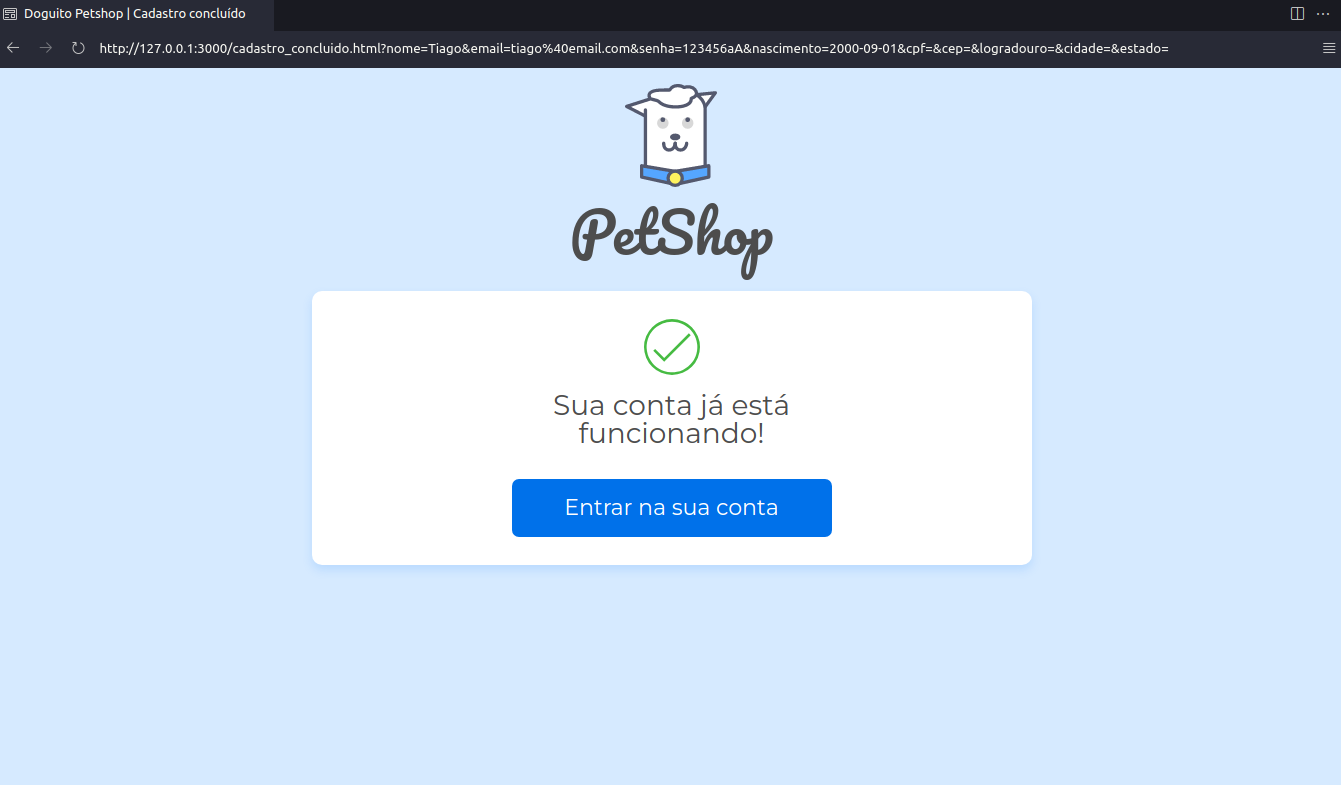 Doguito Petshop | Cadastro concluído
http://127.0.0.1:3000/cadastro_concluido.html?nome=Tiago&email=tiago%40email.com&senha=123456aA&nascimento=2000-09-01&cpf=&cep=&logradouro=&cidade=&estado=
PetShop
Sua conta já está
funcionando!
Entrar na sua conta